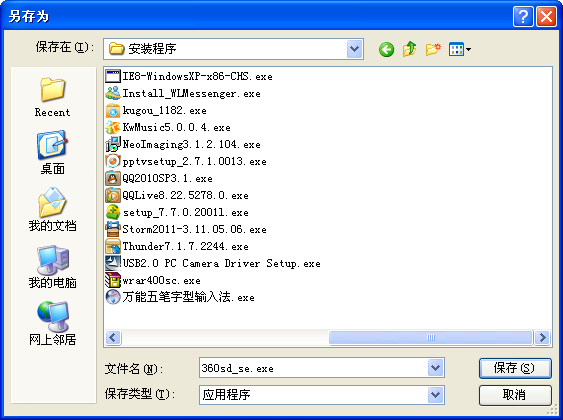 另存为
保存在(I):
安装程序
Recent
桌面
我的文档
我的电脑
网上邻居
IE8-WindowsXP-x86-CHS.exe
Install_WLMessenger.exe
kugou_1182.exe
KwMusic5.0.0.4.exe
NeoImaging3.1.2.104.exe
pptvsetup_2.7.1.0013.exe
QQ2010SP3.1.exe
QQLive8.22.5278.0.exe
setup_7.7.0.2001l.exe
Storm2011-3.11.05.06.exe
Thunder7.1.7.2244.exe
USB2.0 PC Camera Driver Setup.exe
wrar400sc.exe
万能五笔字型输入法.exe
文件名(N):
360sd_se.exe
保存(S)
保存类型(T):
应用程序
取消